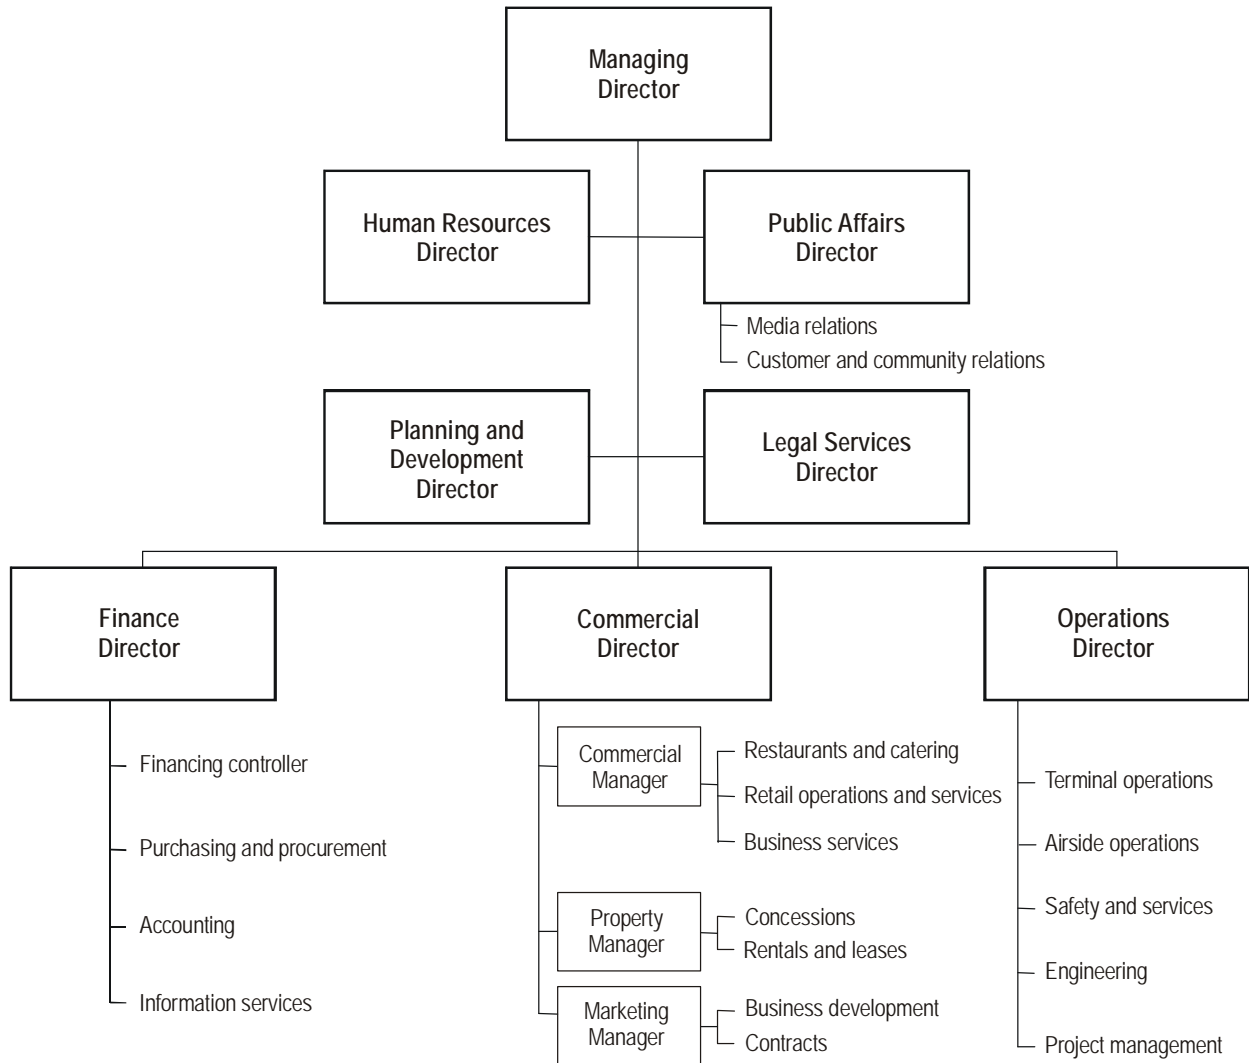 Managing
Director
Human Resources
Director
Public Affairs
Director
Media relations
Customer and community relations
Planning and
Development
Director
Legal Services
Director
Finance
Director
Commercial
Director
Operations
Director
Financing controller
Purchasing and procurement
Accounting
Information services
Commercial
Manager
Restaurants and catering
Retail operations and services
Business services
Property
Manager
Concessions
Rentals and leases
Marketing
Manager
Business development
Contracts
Terminal operations
Airside operations
Safety and services
Engineering
Project management